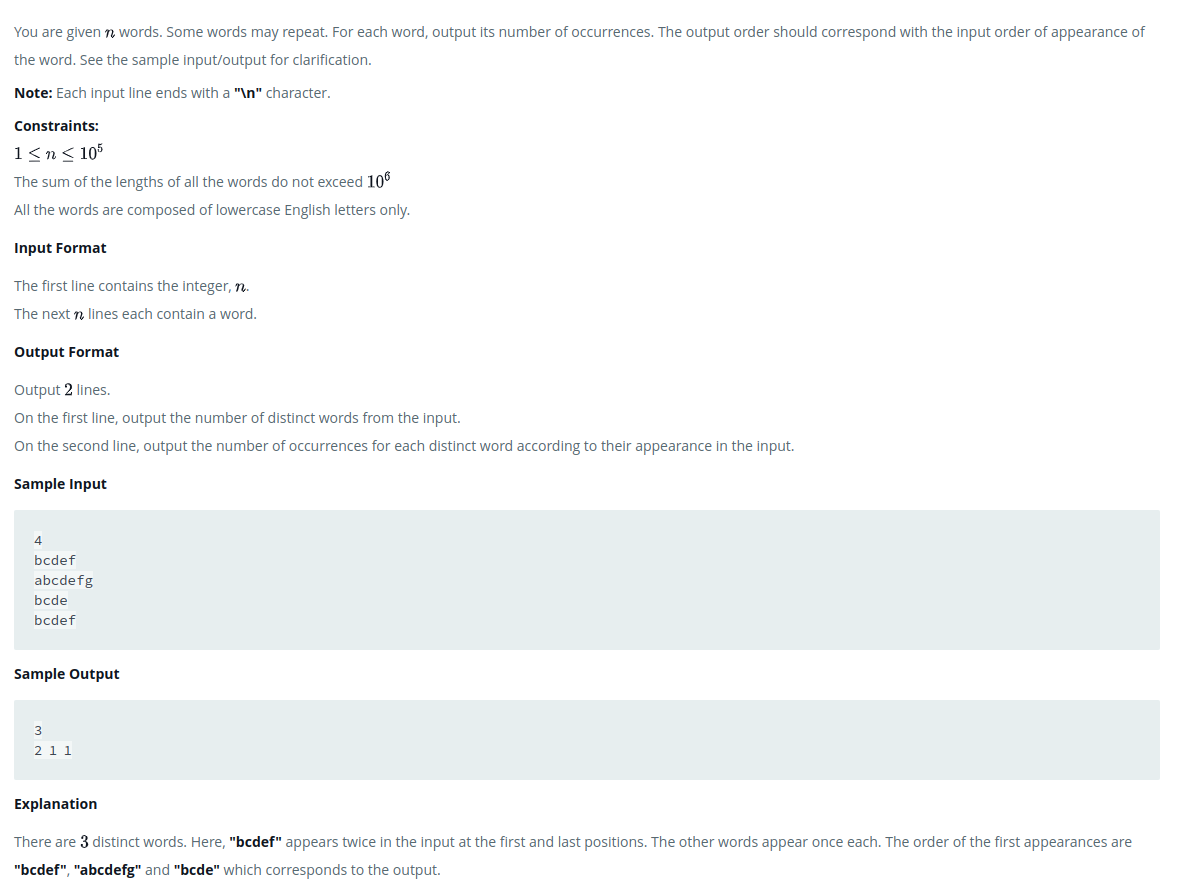 You are given n words. Some words may repeat. For each word, output its number of occurrences. The output order should correspond with the input order of appearance of
the word. See the sample input/output for clarification.
Note: Each input line ends with a "\n" character.
Constraints:
1 ≤ n ≤ 10⁵
The sum of the lengths of all the words do not exceed 10⁶
All the words are composed of lowercase English letters only.
Input Format
The first line contains the integer, n.
The next n lines each contain a word.
Output Format
Output 2 lines.
On the first line, output the number of distinct words from the input.
On the second line, output the number of occurrences for each distinct word according to their appearance in the input.
Sample Input
4
bcdef
abcdefg
bcde
bcdef
Sample Output
3
2 1 1
Explanation
There are 3 distinct words. Here, "bcdef" appears twice in the input at the first and last positions. The other words appear once each. The order of the first appearances are
"bcdef", "abcdefg" and "bcde" which corresponds to the output.